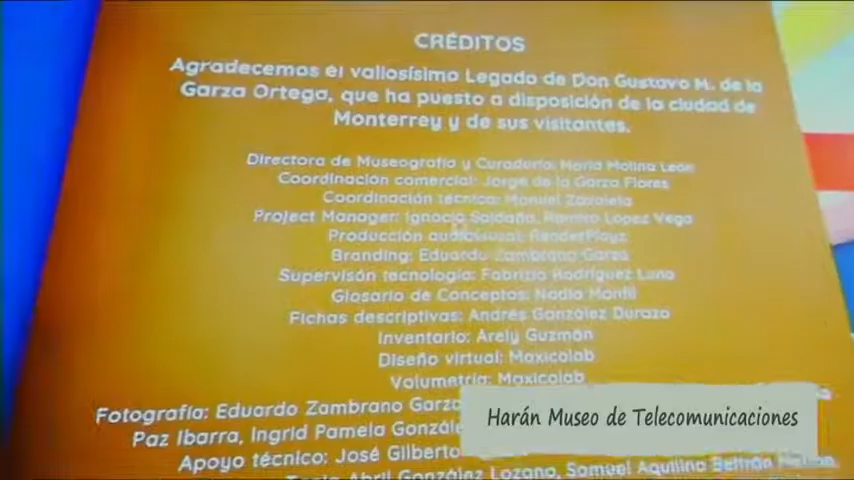 CRÉDITOS
Agradecemos el valiosísimo Legado de Don Gustavo M. de la
Garza Ortega, que ha puesto a disposición de la ciudad de
Monterrey y de sus visitantes.
Directora de Museografía y Curaduría: María Molina León
Coordinación comercial: Jorge de la Garza Flores
Coordinación técnica: Manuel Zavaleta
Project Manager: Ignacio Saldaña, Ramiro López Vega
Producción audiovisual: RenderPlayz
Branding: Eduardo Zambrano Garza
Supervisón tecnología: Fabrizio Rodríguez Luna
Glosario de Conceptos: Nadia Montil
Fichas descriptivas: Andrés González Durazo
Inventario: Arely Guzmán
Diseño virtual: Maxicolab
Volumetría: Maxicolab
Fotografía: Eduardo Zambrano Garza
Paz Ibarra, Ingrid Pamela
Apoyo técnico: José Gilberto
Abril González Lozano, Samuel Aquilino Beltrán
Harán Museo de Telecomunicaciones